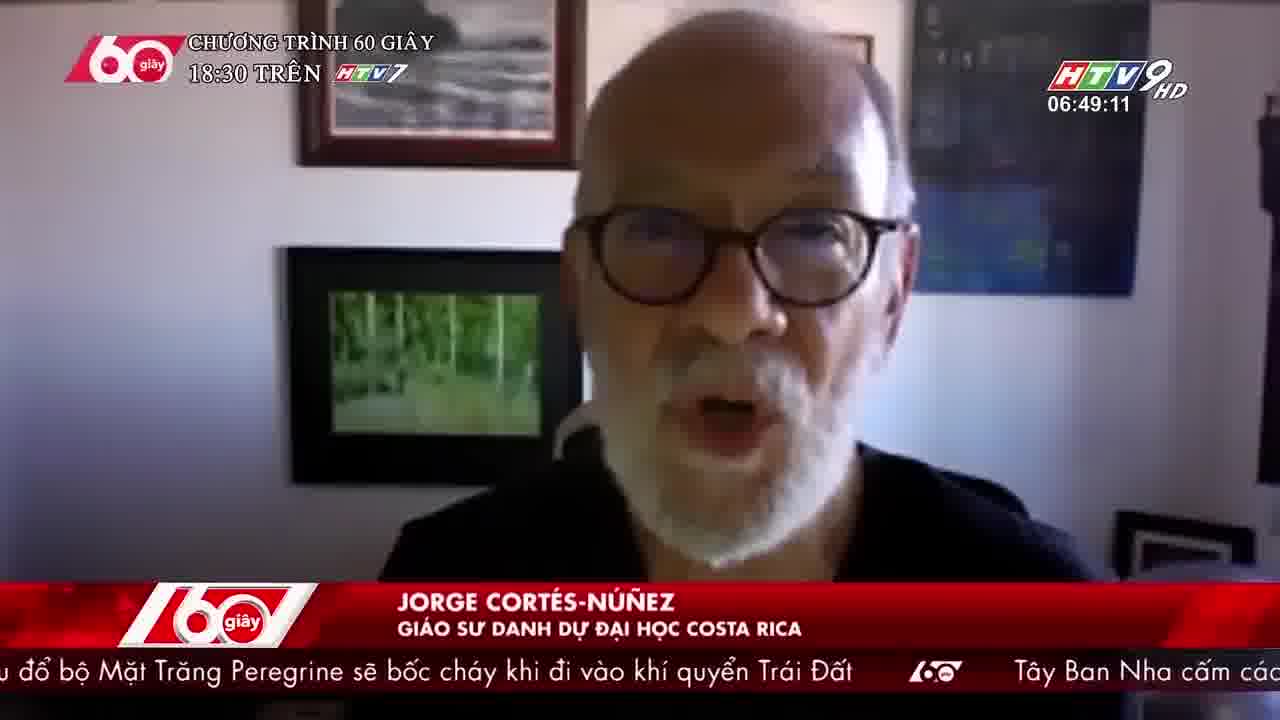 60 giây
CHƯƠNG TRÌNH 60 GIÂY
18:30 TRÊN HTV7
HTV9 HD
06:49:11
60 giây
JORGE CORTÉS-NÚÑEZ
GIÁO SƯ DANH DỰ ĐẠI HỌC COSTA RICA
đổ bộ Mặt Trăng Peregrine sẽ bốc cháy khi đi vào khí quyển Trái Đất 60 giây Tây Ban Nha cấm